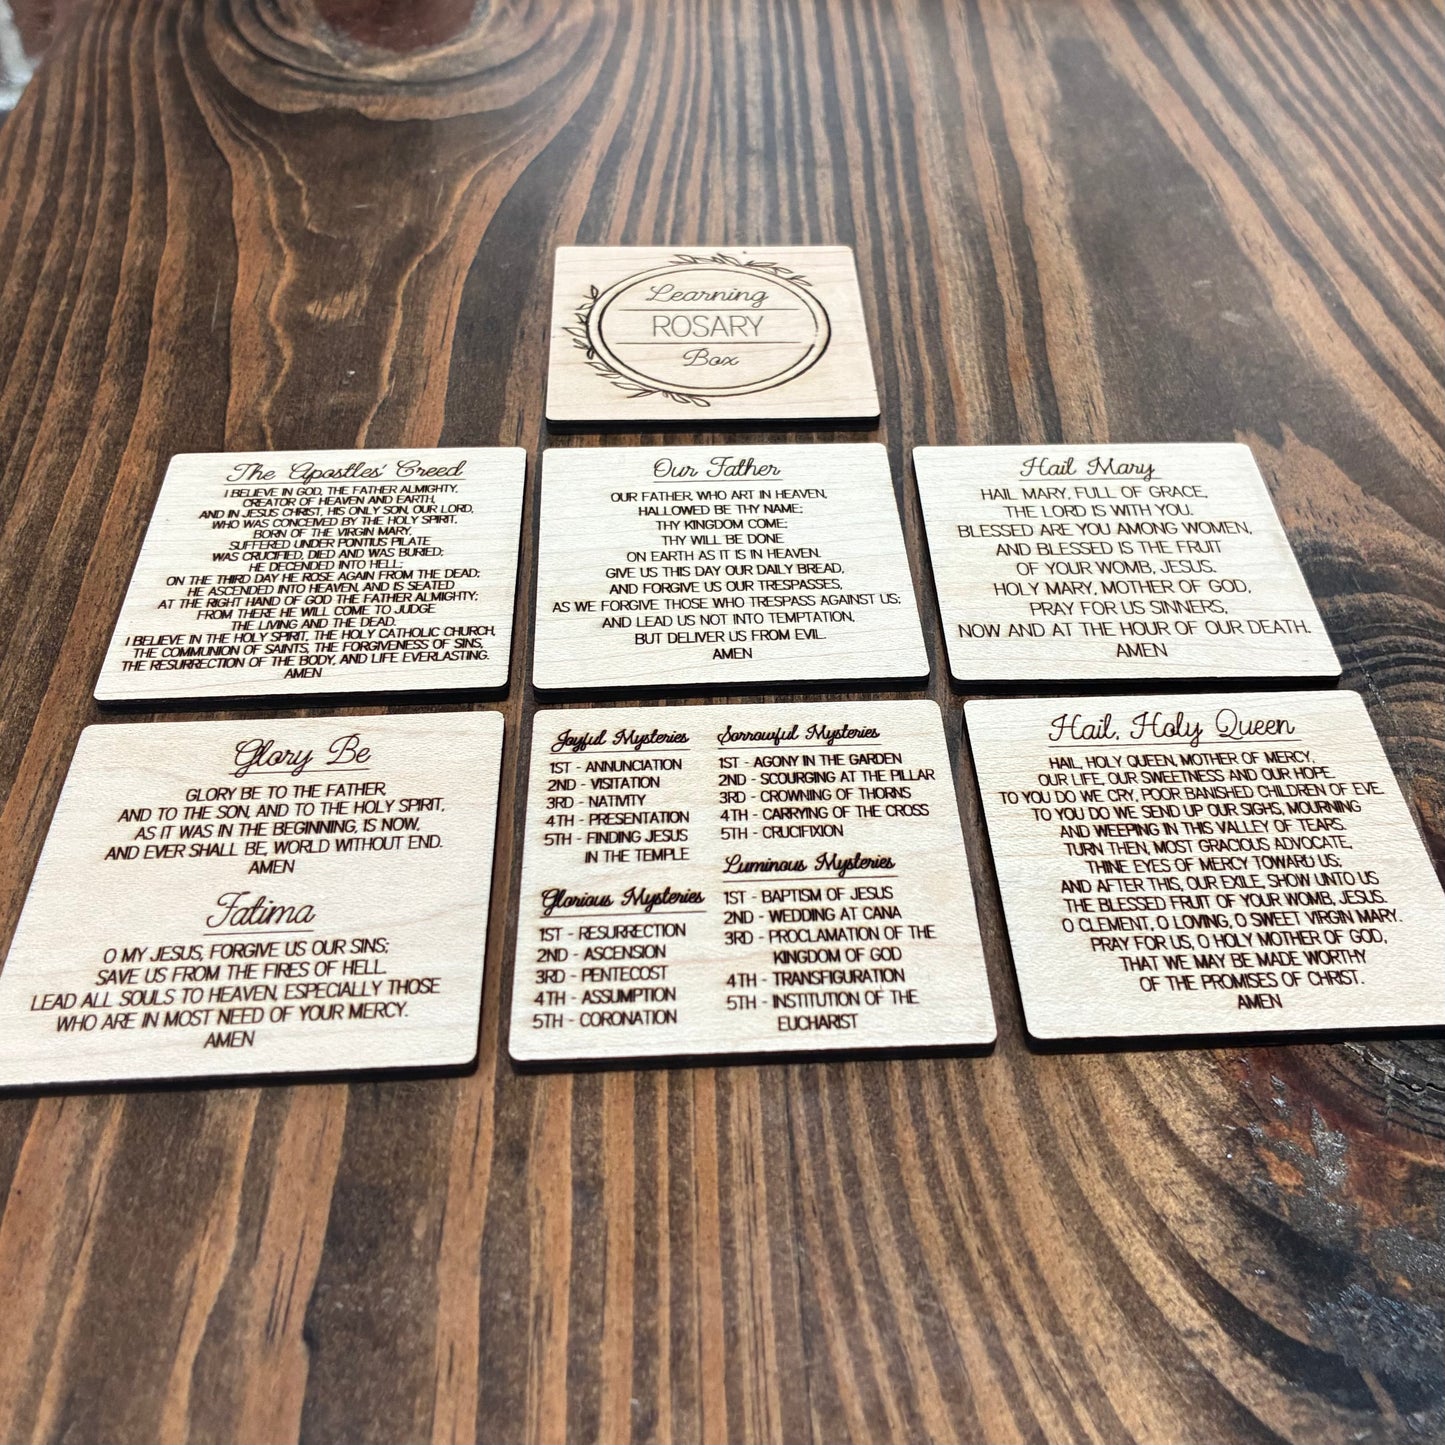 Learning
ROSARY
Box
The Apostles' Creed
I BELIEVE IN GOD, THE FATHER ALMIGHTY,
CREATOR OF HEAVEN AND EARTH,
AND IN JESUS CHRIST, HIS ONLY SON, OUR LORD,
WHO WAS CONCEIVED BY THE HOLY SPIRIT,
BORN OF THE VIRGIN MARY,
SUFFERED UNDER PONTIUS PILATE
WAS CRUCIFIED, DIED AND WAS BURIED;
HE DECENDED INTO HELL;
ON THE THIRD DAY HE ROSE AGAIN FROM THE DEAD;
HE ASCENDED INTO HEAVEN, AND IS SEATED
AT THE RIGHT HAND OF GOD THE FATHER ALMIGHTY;
FROM THERE HE WILL COME TO JUDGE
THE LIVING AND THE DEAD.
I BELIEVE IN THE HOLY SPIRIT, THE HOLY CATHOLIC CHURCH,
THE COMMUNION OF SAINTS, THE FORGIVENESS OF SINS,
THE RESURRECTION OF THE BODY, AND LIFE EVERLASTING.
AMEN
Our Father
OUR FATHER, WHO ART IN HEAVEN,
HALLOWED BE THY NAME;
THY KINGDOM COME;
THY WILL BE DONE
ON EARTH AS IT IS IN HEAVEN.
GIVE US THIS DAY OUR DAILY BREAD,
AND FORGIVE US OUR TRESPASSES,
AS WE FORGIVE THOSE WHO TRESPASS AGAINST US;
AND LEAD US NOT INTO TEMPTATION,
BUT DELIVER US FROM EVIL.
AMEN
Hail Mary
HAIL MARY, FULL OF GRACE,
THE LORD IS WITH YOU.
BLESSED ARE YOU AMONG WOMEN,
AND BLESSED IS THE FRUIT
OF YOUR WOMB, JESUS.
HOLY MARY, MOTHER OF GOD,
PRAY FOR US SINNERS,
NOW AND AT THE HOUR OF OUR DEATH.
AMEN
Glory Be
GLORY BE TO THE FATHER,
AND TO THE SON, AND TO THE HOLY SPIRIT,
AS IT WAS IN THE BEGINNING, IS NOW,
AND EVER SHALL BE, WORLD WITHOUT END.
AMEN
Fatima
O MY JESUS, FORGIVE US OUR SINS;
SAVE US FROM THE FIRES OF HELL.
LEAD ALL SOULS TO HEAVEN, ESPECIALLY THOSE
WHO ARE IN MOST NEED OF YOUR MERCY.
AMEN
Joyful Mysteries
1ST - ANNUNCIATION
2ND - VISITATION
3RD - NATIVITY
4TH - PRESENTATION
5TH - FINDING JESUS
IN THE TEMPLE
Glorious Mysteries
1ST - RESURRECTION
2ND - ASCENSION
3RD - PENTECOST
4TH - ASSUMPTION
5TH - CORONATION
Sorrowful Mysteries
1ST - AGONY IN THE GARDEN
2ND - SCOURGING AT THE PILLAR
3RD - CROWNING OF THORNS
4TH - CARRYING OF THE CROSS
5TH - CRUCIFIXION
Luminous Mysteries
1ST - BAPTISM OF JESUS
2ND - WEDDING AT CANA
3RD - PROCLAMATION OF THE
KINGDOM OF GOD
4TH - TRANSFIGURATION
5TH - INSTITUTION OF THE
EUCHARIST
Hail, Holy Queen
HAIL, HOLY QUEEN, MOTHER OF MERCY,
OUR LIFE, OUR SWEETNESS AND OUR HOPE.
TO YOU DO WE CRY, POOR BANISHED CHILDREN OF EVE.
TO YOU DO WE SEND UP OUR SIGHS, MOURNING
AND WEEPING IN THIS VALLEY OF TEARS.
TURN THEN, MOST GRACIOUS ADVOCATE,
THINE EYES OF MERCY TOWARD US;
AND AFTER THIS, OUR EXILE, SHOW UNTO US
THE BLESSED FRUIT OF YOUR WOMB, JESUS.
O CLEMENT, O LOVING, O SWEET VIRGIN MARY.
PRAY FOR US, O HOLY MOTHER OF GOD,
THAT WE MAY BE MADE WORTHY
OF THE PROMISES OF CHRIST.
AMEN